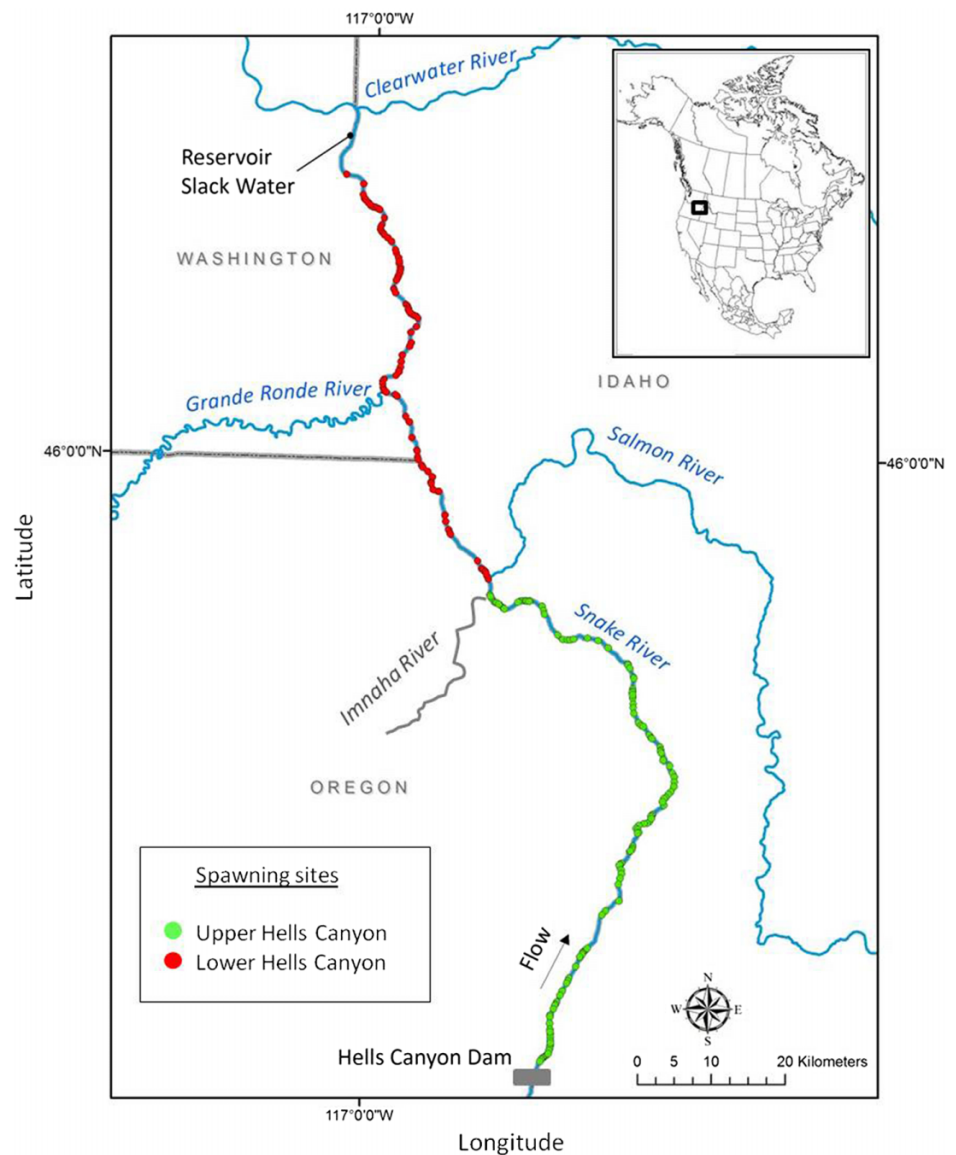 117°0'0"W
Clearwater River
Reservoir
Slack Water
WASHINGTON
IDAHO
Grande Ronde River
Salmon River
46°0'0"N
46°0'0"N
Latitude
Snake River
Imnaha River
OREGON
Spawning sites
Upper Hells Canyon
Lower Hells Canyon
Flow
N
W
E
S
Hells Canyon Dam
0 5 10 20 Kilometers
117°0'0"W
Longitude